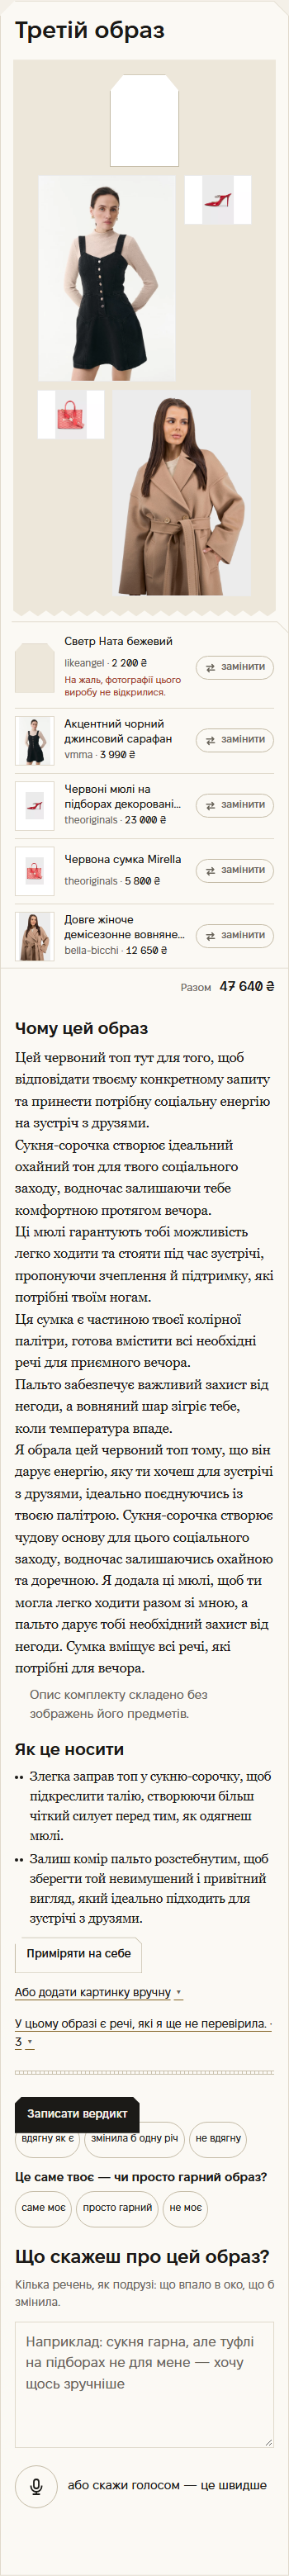 Третій образ
Светр Ната бежевий
likeangel · 2 200 ₴
На жаль, фотографії цього
виробу не відкрилися.
замінити
Акцентний чорний
джинсовий сарафан
vmma · 3 990 ₴
замінити
Червоні мюлі на
підборах декоровані...
theoriginals · 23 000 ₴
замінити
Червона сумка Mirella
theoriginals · 5 800 ₴
замінити
Довге жіноче
демісезонне вовняне...
bella-bicchi · 12 650 ₴
замінити
Разом 47 640 ₴
Чому цей образ
Цей червоний топ тут для того, щоб
відповідати твоєму конкретному запиту
та принести потрібну соціальну енергію
на зустріч з друзями.
Сукня-сорочка створює ідеальний
охайний тон для твого соціального
заходу, водночас залишаючи тебе
комфортною протягом вечора.
Ці мюлі гарантують тобі можливість
легко ходити та стояти під час зустрічі,
пропонуючи зчеплення й підтримку, які
потрібні твоїм ногам.
Ця сумка є частиною твоєї колірної
палітри, готова вмістити всі необхідні
речі для приємного вечора.
Пальто забезпечує важливий захист від
негоди, а вовняний шар зігріє тебе,
коли температура впаде.
Я обрала цей червоний топ тому, що він
дарує енергію, яку ти хочеш для зустрічі
з друзями, ідеально поєднуючись із
твоєю палітрою. Сукня-сорочка створює
чудову основу для цього соціального
заходу, водночас залишаючись охайною
та доречною. Я додала ці мюлі, щоб ти
могла легко ходити разом зі мною, а
пальто дарує тобі необхідний захист від
негоди. Сумка вміщує всі речі, які
потрібні для вечора.
Опис комплекту складено без
зображень його предметів.
Як це носити
•• Злегка заправ топ у сукню-сорочку, щоб
підкреслити талію, створюючи більш
чіткий силует перед тим, як одягнеш
мюлі.
•• Залиш комір пальто розстебнутим, щоб
зберегти той невимушений і привітний
вигляд, який ідеально підходить для
зустрічі з друзями.
Приміряти на себе
Або додати картинку вручну
У цьому образі є речі, які я ще не перевірила. ·
3
Записати вердикт
вдягну як є
змінила б одну річ
не вдягну
Це саме твоє — чи просто гарний образ?
саме моє
просто гарний
не моє
Що скажеш про цей образ?
Кілька речень, як подрузі: що впало в око, що б
змінила.
Наприклад: сукня гарна, але туфлі
на підборах не для мене — хочу
щось зручніше
або скажи голосом — це швидше